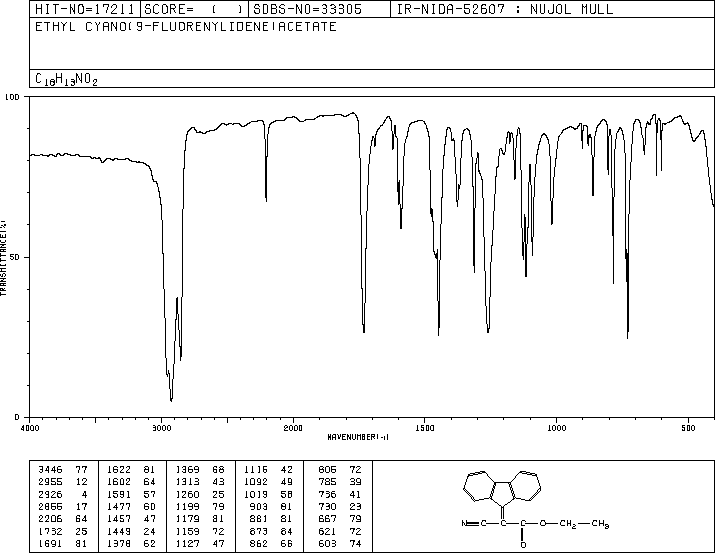 HIT-NO=17211 SCORE= ( ) SDBS-NO=33305 IR-NIDA-52607 : NUJOL MULL
ETHYL CYANO(9-FLUORENYLIDENE)ACETATE
C18H13NO2
100
50
0
TRANSMITTANCE(%)
4000 3000 2000 1500 1000 500
WAVENUMBER(-1)
3446 77 1622 81 1369 68 1115 42 806 72
2955 12 1602 64 1313 43 1092 49 785 39
2926 4 1591 57 1260 25 1019 58 736 41
2855 17 1477 60 1199 79 903 81 730 23
2206 64 1457 47 1179 81 881 81 667 79
1732 25 1449 24 1159 72 873 84 621 72
1691 81 1378 62 1127 47 862 66 603 74
N≡C-C-C-O-CH2-CH3
O